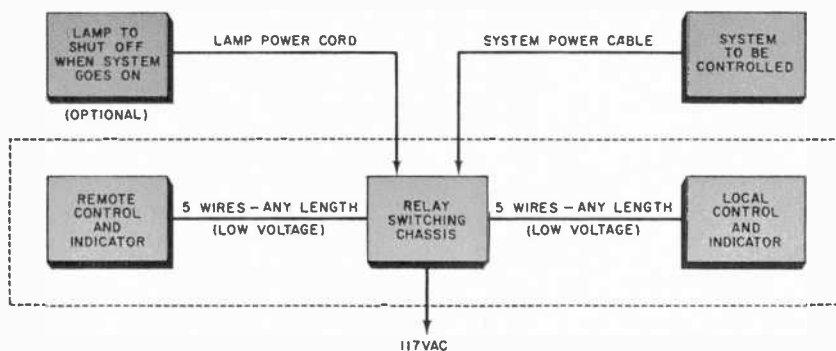 LAMP TO
SHUT OFF
WHEN SYSTEM
GOES ON
(OPTIONAL)
LAMP POWER CORD
SYSTEM POWER CABLE
SYSTEM
TO BE
CONTROLLED
REMOTE
CONTROL
AND
INDICATOR
5 WIRES – ANY LENGTH
(LOW VOLTAGE)
RELAY
SWITCHING
CHASSIS
5 WIRES – ANY LENGTH
(LOW VOLTAGE)
LOCAL
CONTROL
AND
INDICATOR
117VAC